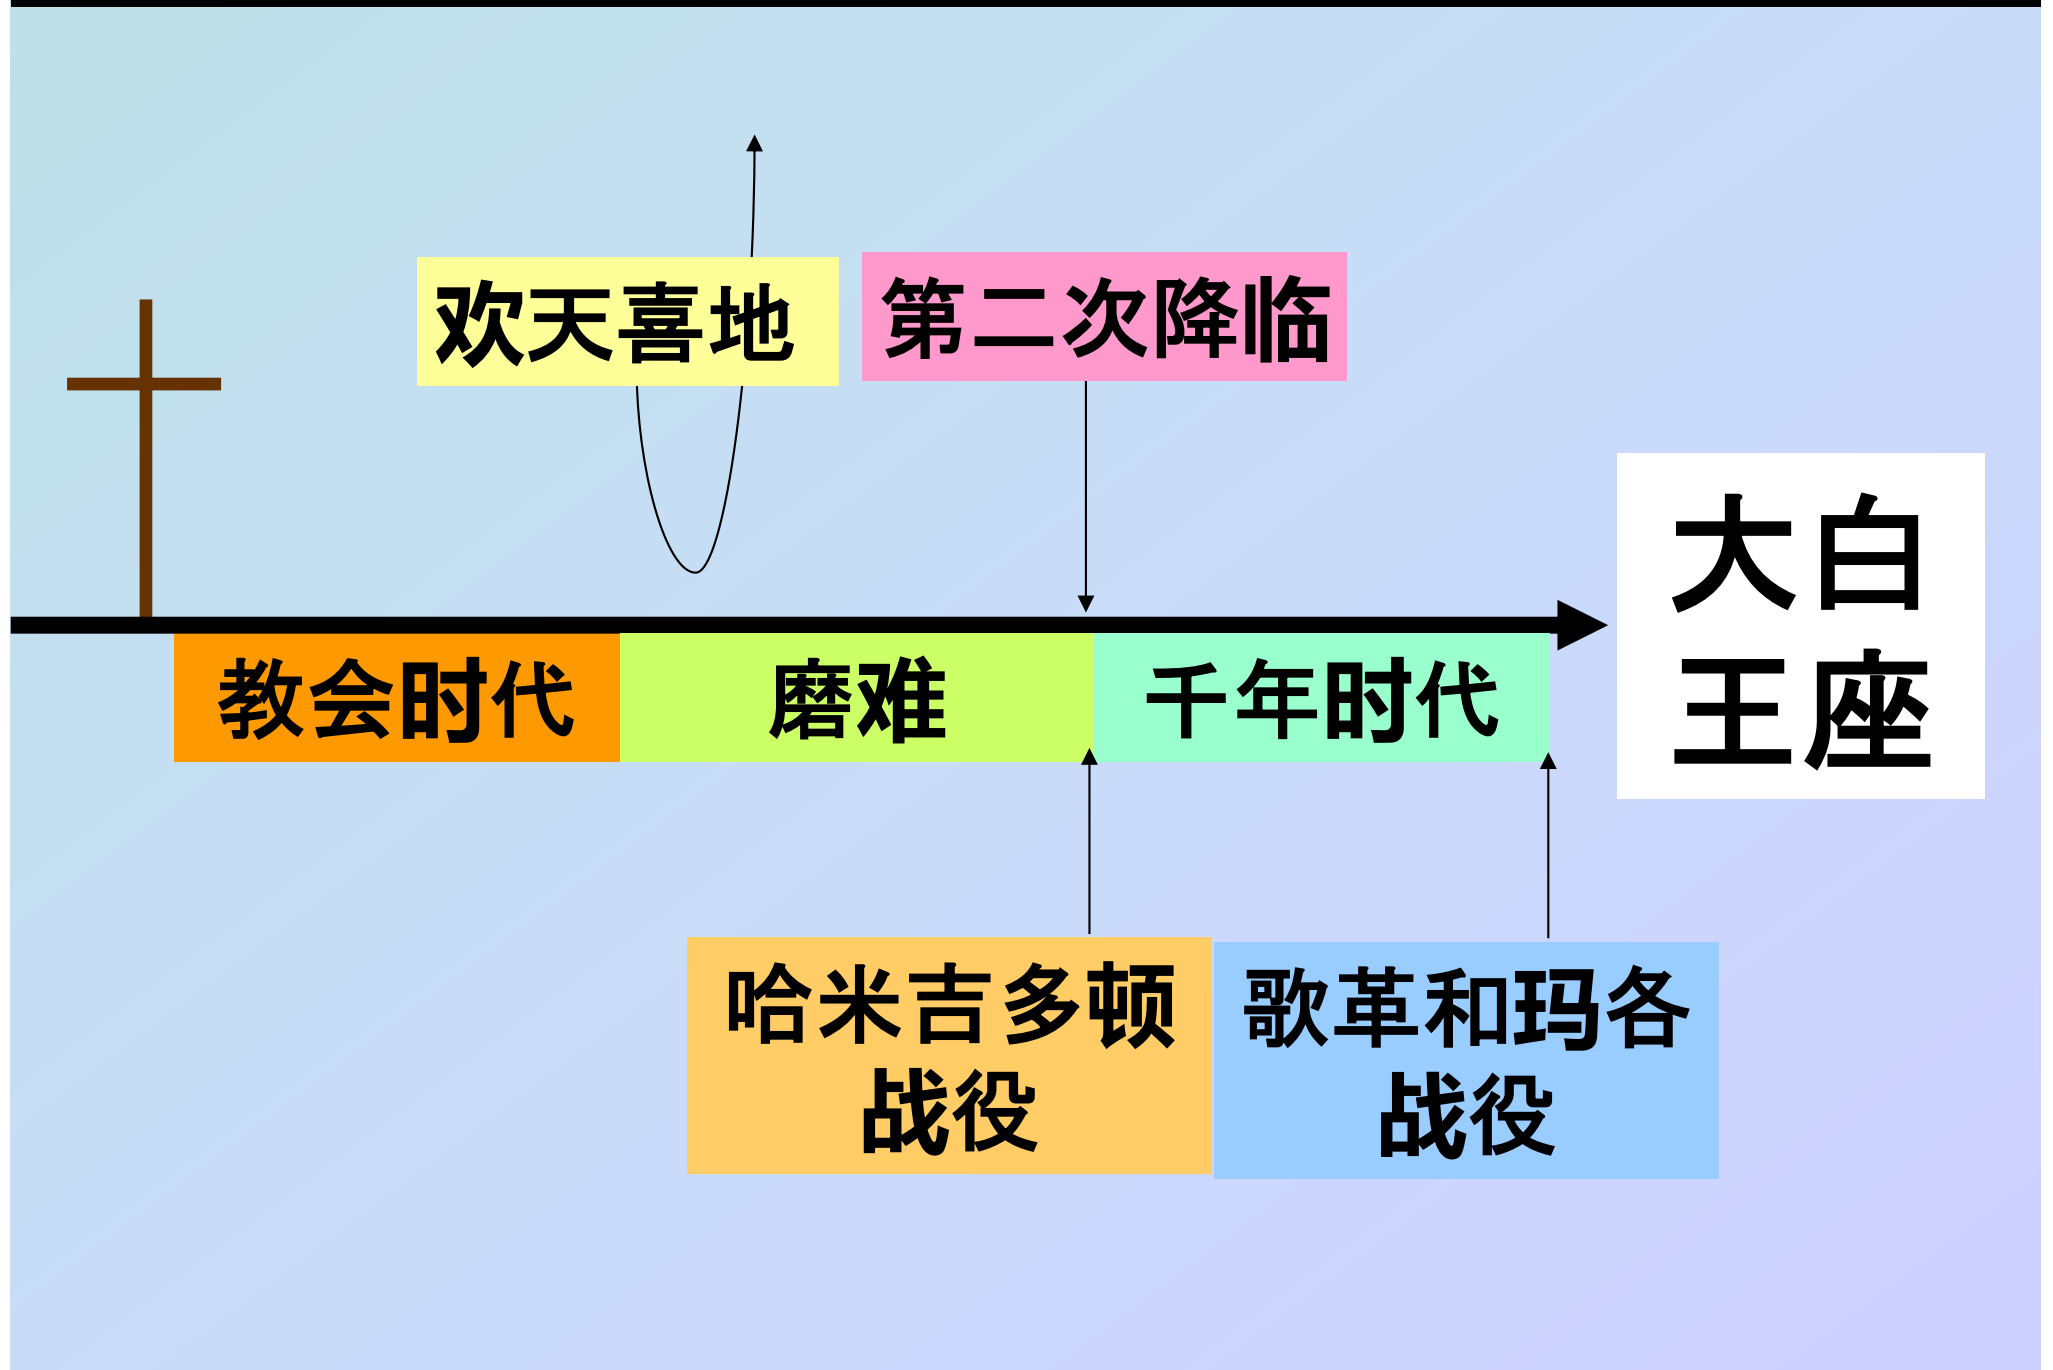 欢天喜地
第二次降临
大白
王座
教会时代
磨难
千年时代
哈米吉多顿
战役
歌革和玛各
战役